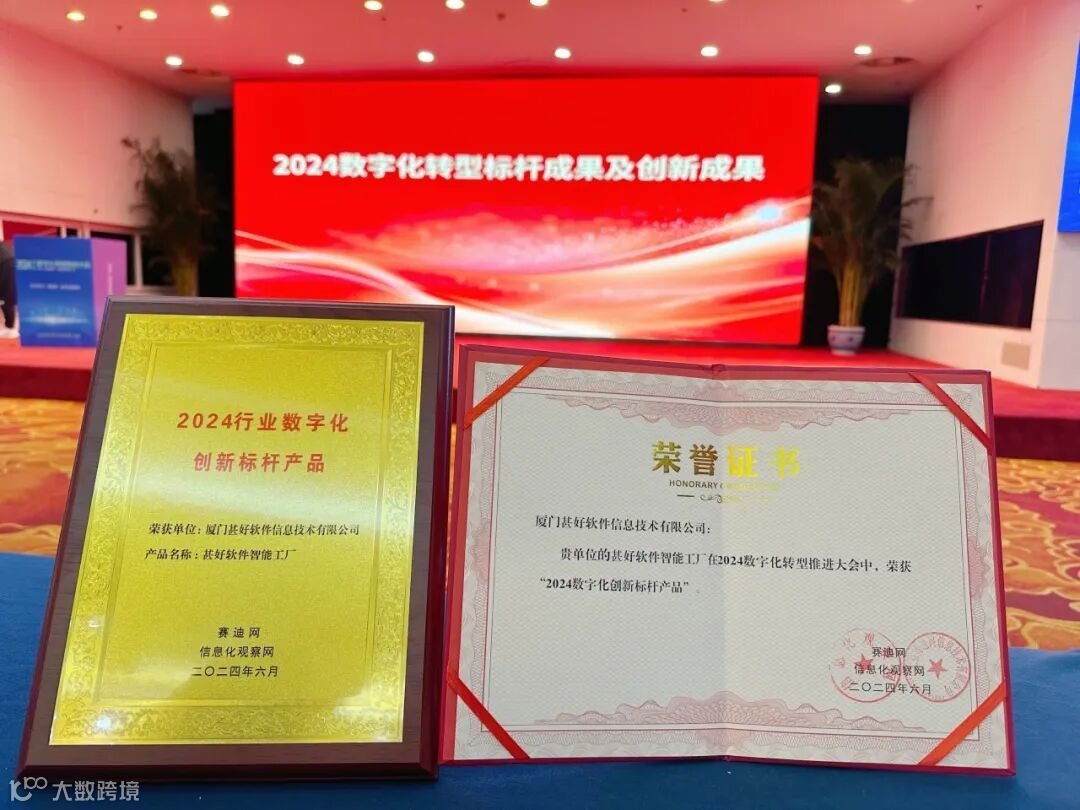 2024数字化转型标杆成果及创新成果
2024行业数字化
创新标杆产品
荣获单位：厦门甚好软件信息技术有限公司
产品名称：甚好软件智能工厂
赛迪网
信息化观察网
二〇二四年六月
荣誉证书
HONORARY
厦门甚好软件信息技术有限公司：
贵单位的甚好软件智能工厂在2024数字化转型推进大会中，荣获
“2024数字化创新标杆产品”。
赛迪网
信息化观察网
二〇二四年六月
大数跨境